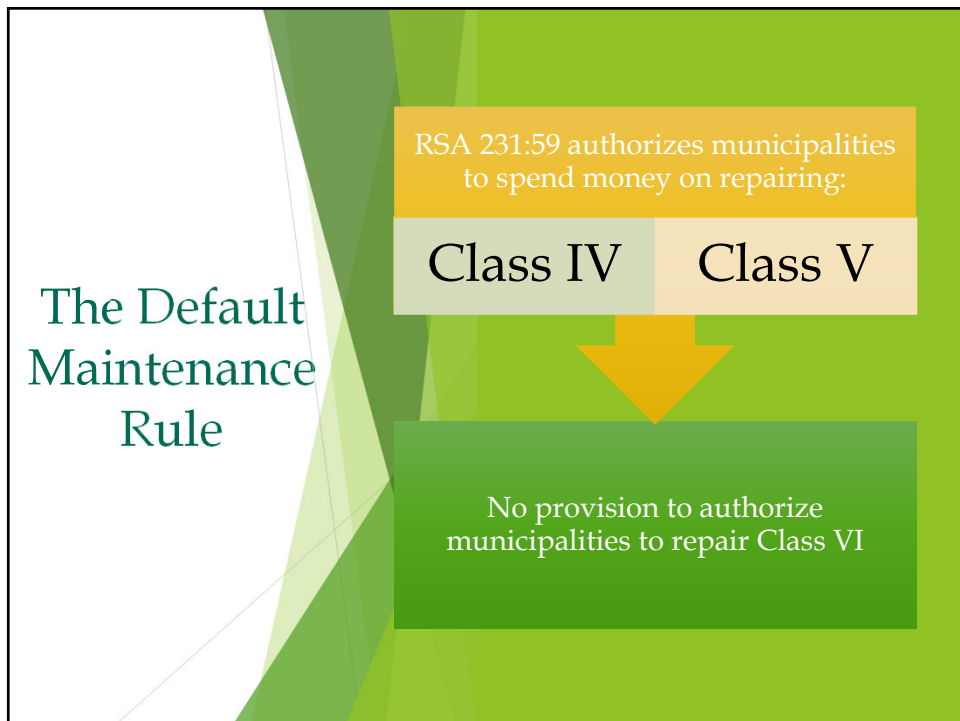 The Default
Maintenance
Rule
RSA 231:59 authorizes municipalities
to spend money on repairing:
Class IV
Class V
No provision to authorize
municipalities to repair Class VI